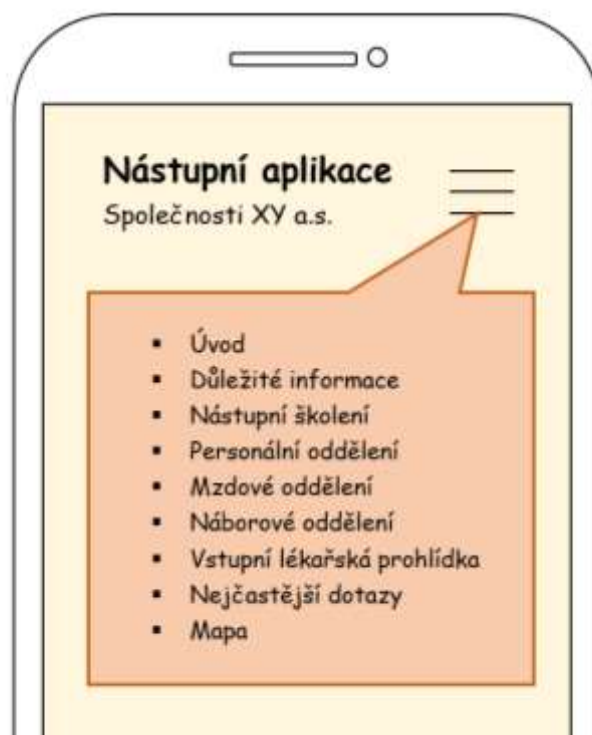 Nástupní aplikace
Společnosti XY a.s.
▪ Úvod
▪ Důležité informace
▪ Nástupní školení
▪ Personální oddělení
▪ Mzdové oddělení
▪ Náborové oddělení
▪ Vstupní lékařská prohlídka
▪ Nejčastější dotazy
▪ Mapa